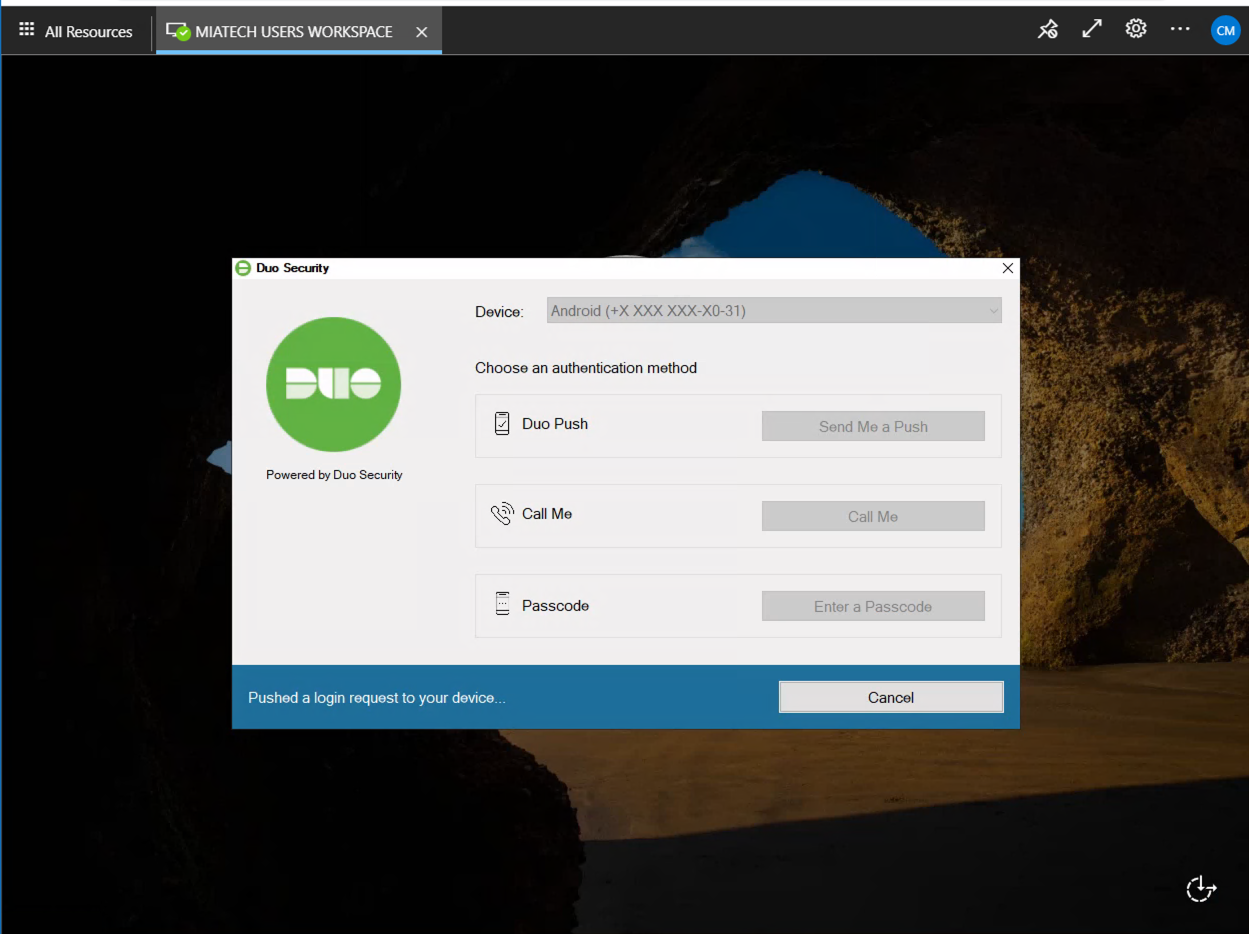 All Resources
MIATECH USERS WORKSPACE
CM
Duo Security
Device:
Android (+X XXX XXX-X0-31)
DUO
Choose an authentication method
Duo Push
Send Me a Push
Powered by Duo Security
Call Me
Call Me
Passcode
Enter a Passcode
Pushed a login request to your device...
Cancel